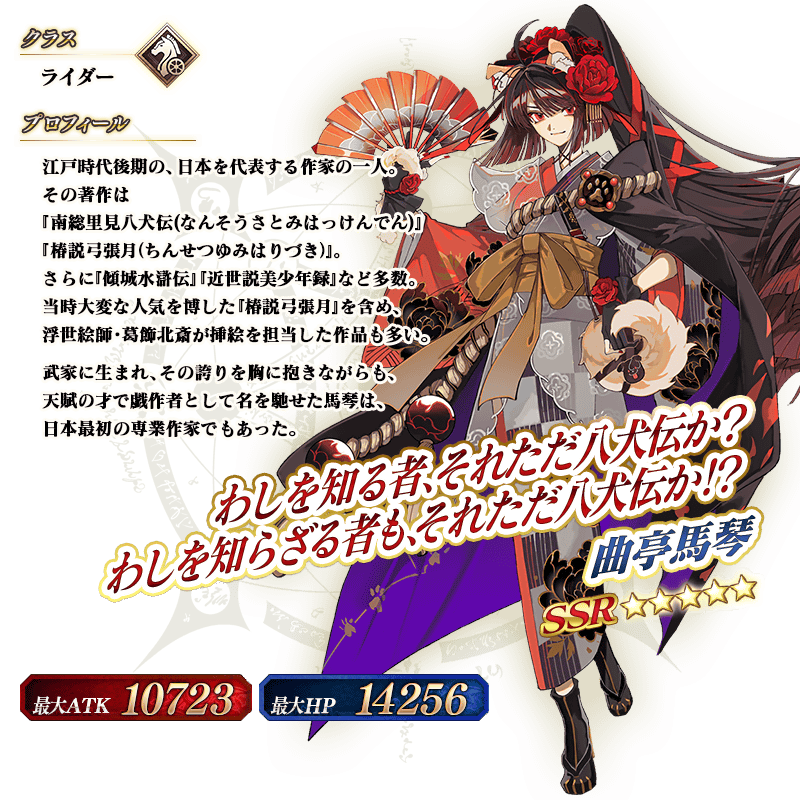 クラス
ライダー
プロフィール
江戸時代後期の、日本を代表する作家の一人。
その著作は
『南総里見八犬伝(なんそうさとみはっけんでん)』
『椿説弓張月(ちんせつゆみはりづき)』。
さらに『傾城水滸伝』『近世説美少年録』など多数。
当時大変な人気を博した『椿説弓張月』を含め、
浮世絵師・葛飾北斎が挿絵を担当した作品も多い。
武家に生まれ、その誇りを胸に抱きながらも、
天賦の才で戯作者として名を馳せた馬琴は、
日本最初の専業作家でもあった。
わしを知る者、それただ八犬伝か?
わしを知らざる者も、それただ八犬伝か!?
曲亭馬琴
SSR
最大ATK 10723
最大HP 14256